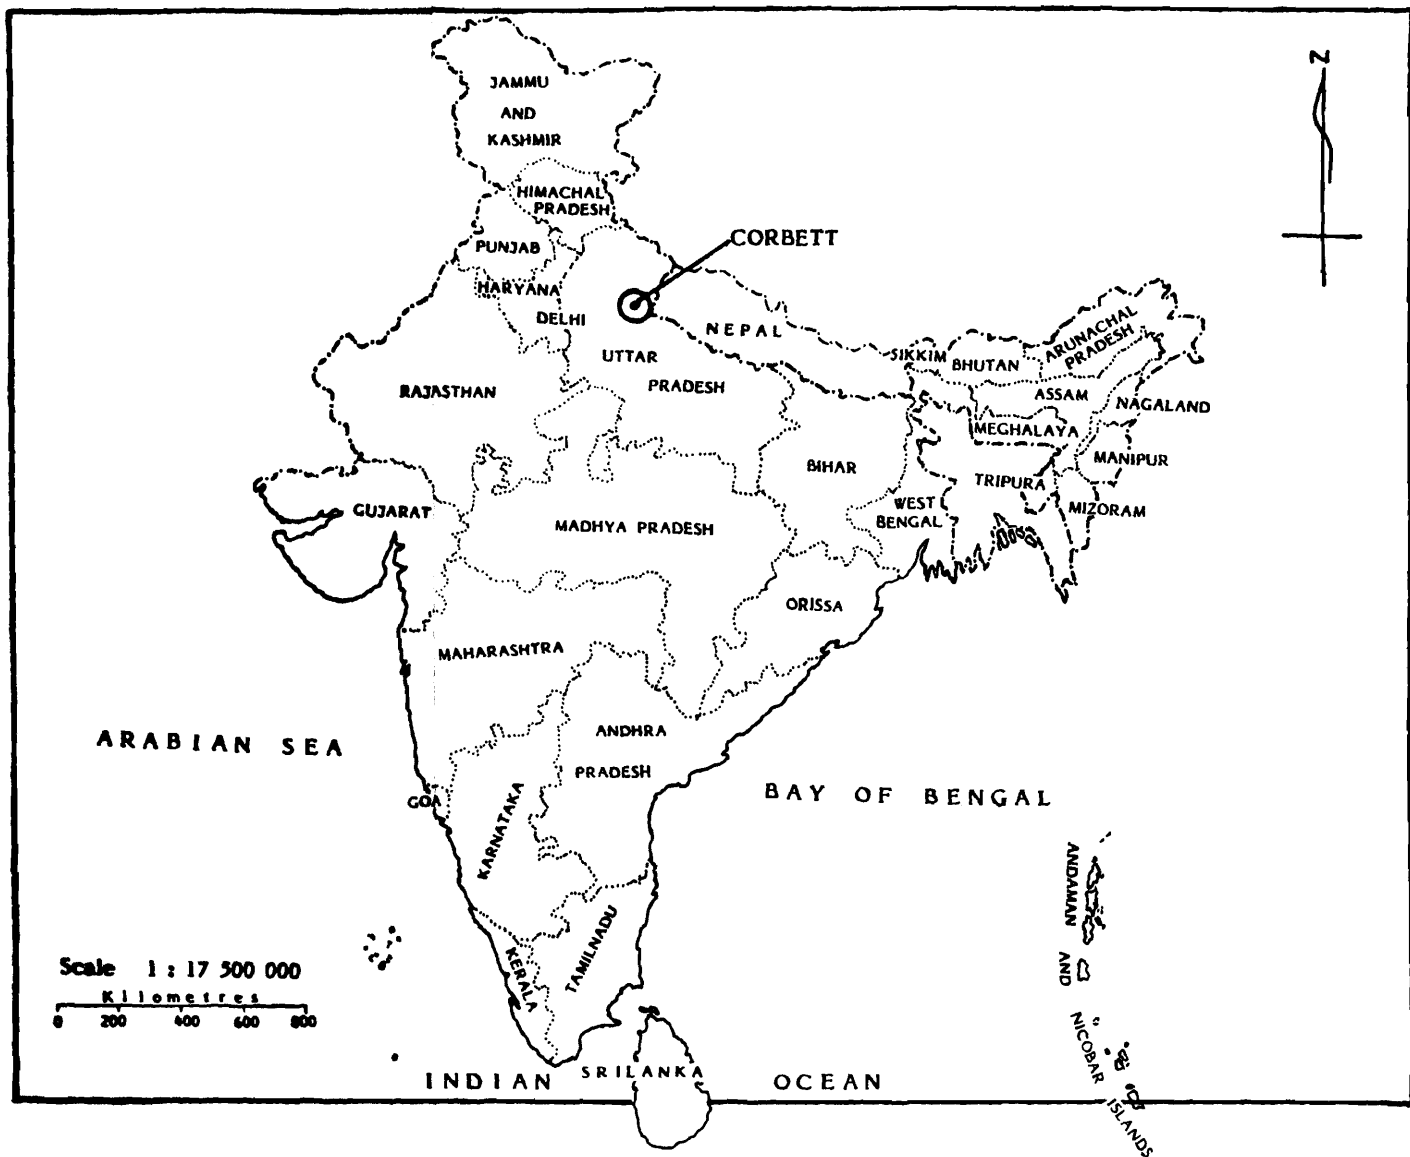 JAMMU
AND
KASHMIR
N
HIMACHAL
PRADESH
PUNJAB
CORBETT
HARYANA
DELHI
NEPAL
UTTAR
PRADESH
SIKKIM
BHUTAN
ARUNACHAL
PRADESH
RAJASTHAN
ASSAM
NAGALAND
MEGHALAYA
BIHAR
MANIPUR
GUJARAT
TRIPURA
WEST
BENGAL
MIZORAM
MADHYA PRADESH
ORISSA
MAHARASHTRA
ANDHRA
PRADESH
ARABIAN SEA
BAY OF BENGAL
GOA
KARNATAKA
ANDAMAN
AND
NICOBAR
ISLANDS
KERALA
TAMILNADU
Scale 1 : 17 500 000
Kilometres
0 200 400 600 800
INDIAN OCEAN
SRILANKA